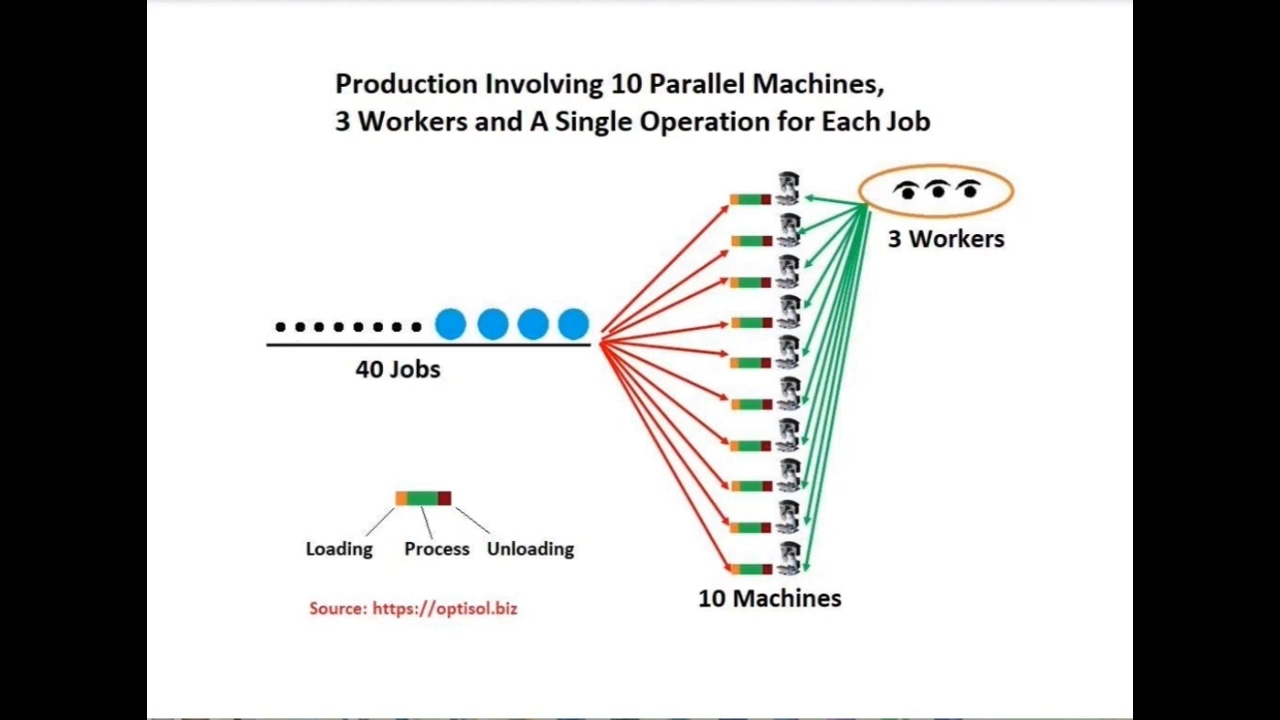 Production Involving 10 Parallel Machines,
3 Workers and A Single Operation for Each Job
3 Workers
40 Jobs
Loading
Process
Unloading
10 Machines
Source: https://optisol.biz